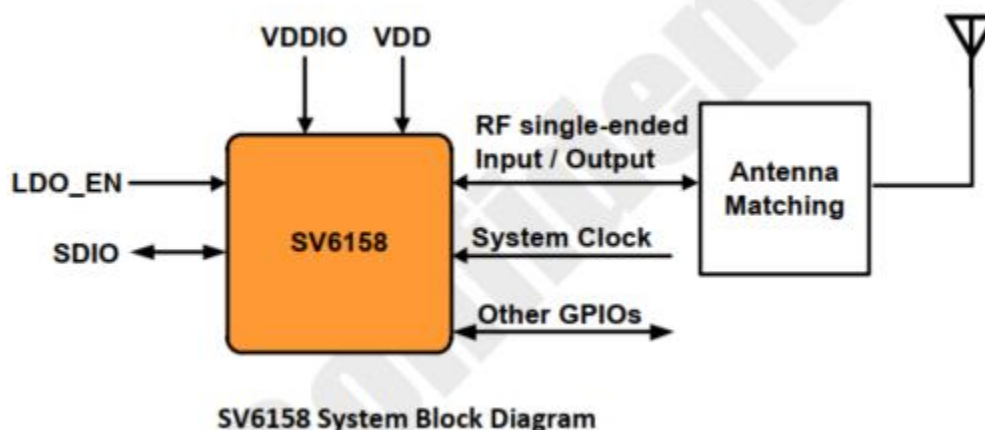 VDDIO VDD
RF single-ended
Input / Output
LDO_EN
Antenna
Matching
SV6158
System Clock
SDIO
Other GPIOs
SV6158 System Block Diagram